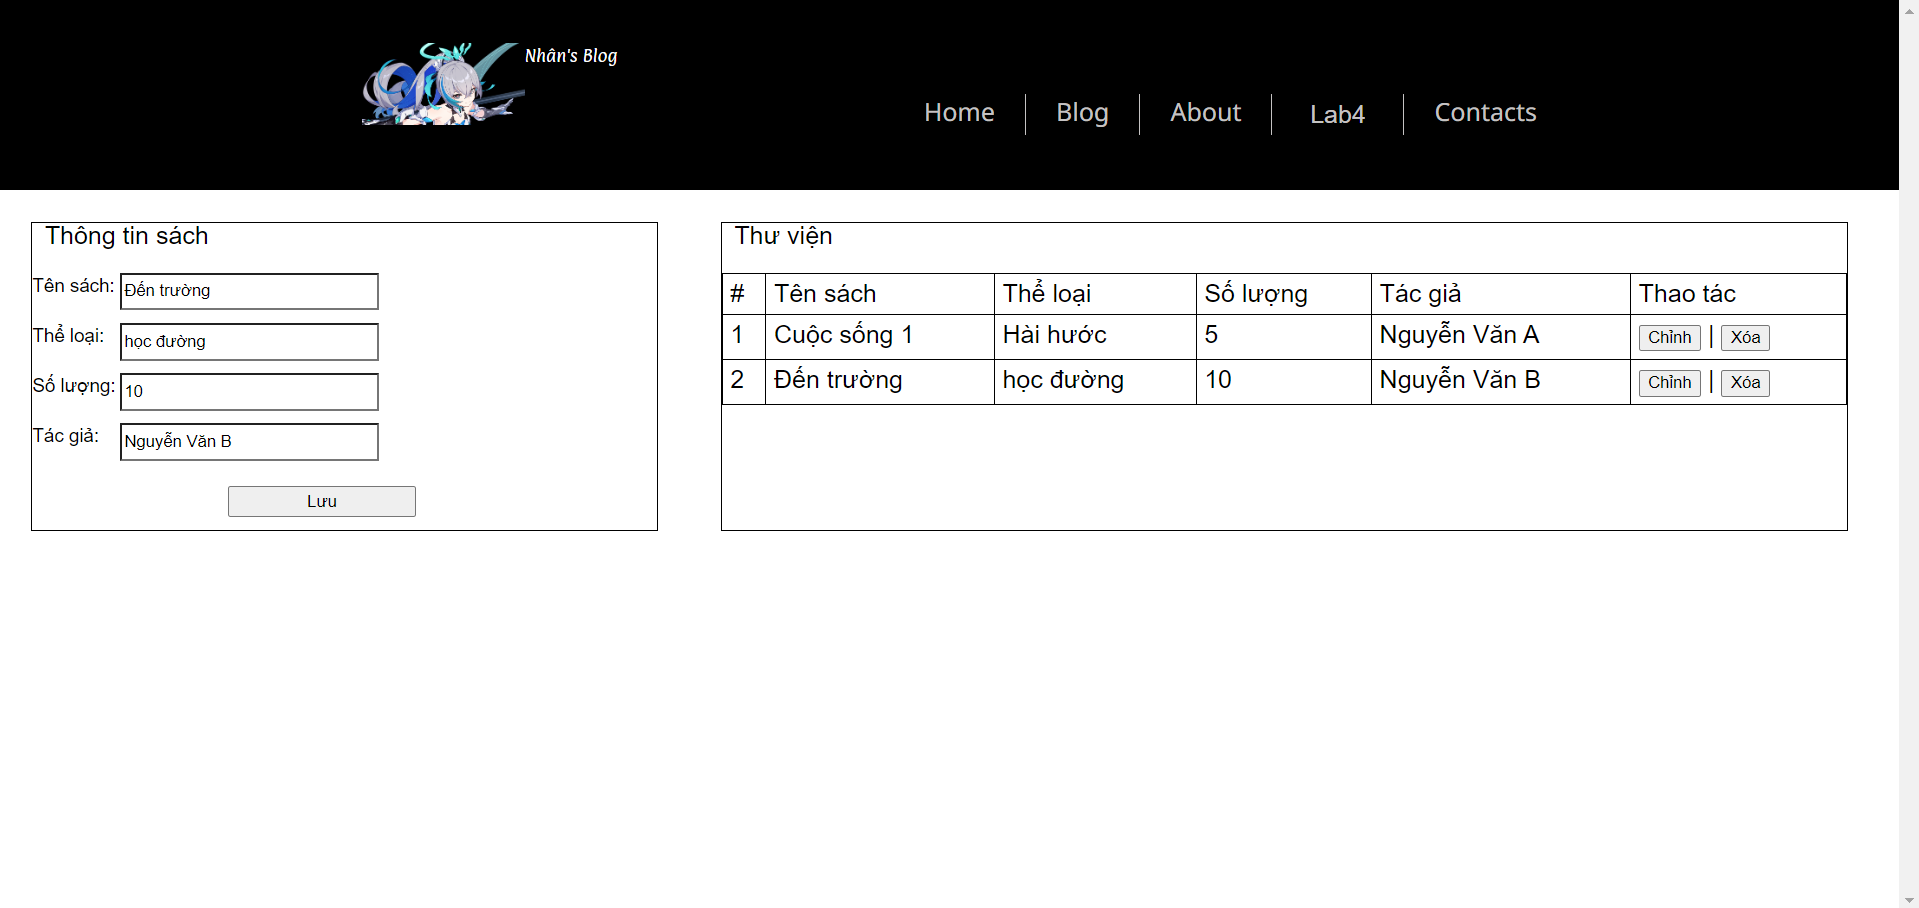 Nhân's Blog
Home Blog About Lab4 Contacts
Thông tin sách
Tên sách: Đến trường
Thể loại: học đường
Số lượng: 10
Tác giả: Nguyễn Văn B
Lưu
Thư viện
# Tên sách Thể loại Số lượng Tác giả Thao tác
1 Cuộc sống 1 Hài hước 5 Nguyễn Văn A Chỉnh | Xóa
2 Đến trường học đường 10 Nguyễn Văn B Chỉnh | Xóa